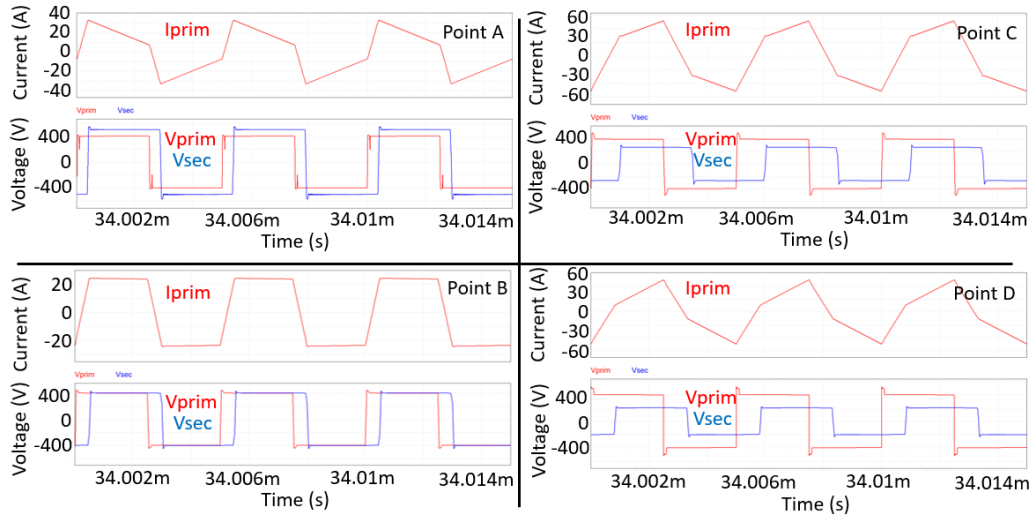 Current (A)
40
20
0
-20
-40
Iprim
Point A
Vprim Vsec
Voltage (V)
400
0
-400
Vprim
Vsec
34.002m 34.006m 34.01m 34.014m
Time (s)
Current (A)
60
30
0
-30
-60
Iprim
Point C
Vprim Vsec
Voltage (V)
400
0
-400
Vprim
Vsec
34.002m 34.006m 34.01m 34.014m
Time (s)
Current (A)
20
0
-20
Iprim
Point B
Vprim Vsec
Voltage (V)
400
0
-400
Vprim
Vsec
34.002m 34.006m 34.01m 34.014m
Time (s)
Current (A)
60
30
0
-30
-60
Iprim
Point D
Vprim Vsec
Voltage (V)
400
0
-400
Vprim
Vsec
34.002m 34.006m 34.01m 34.014m
Time (s)